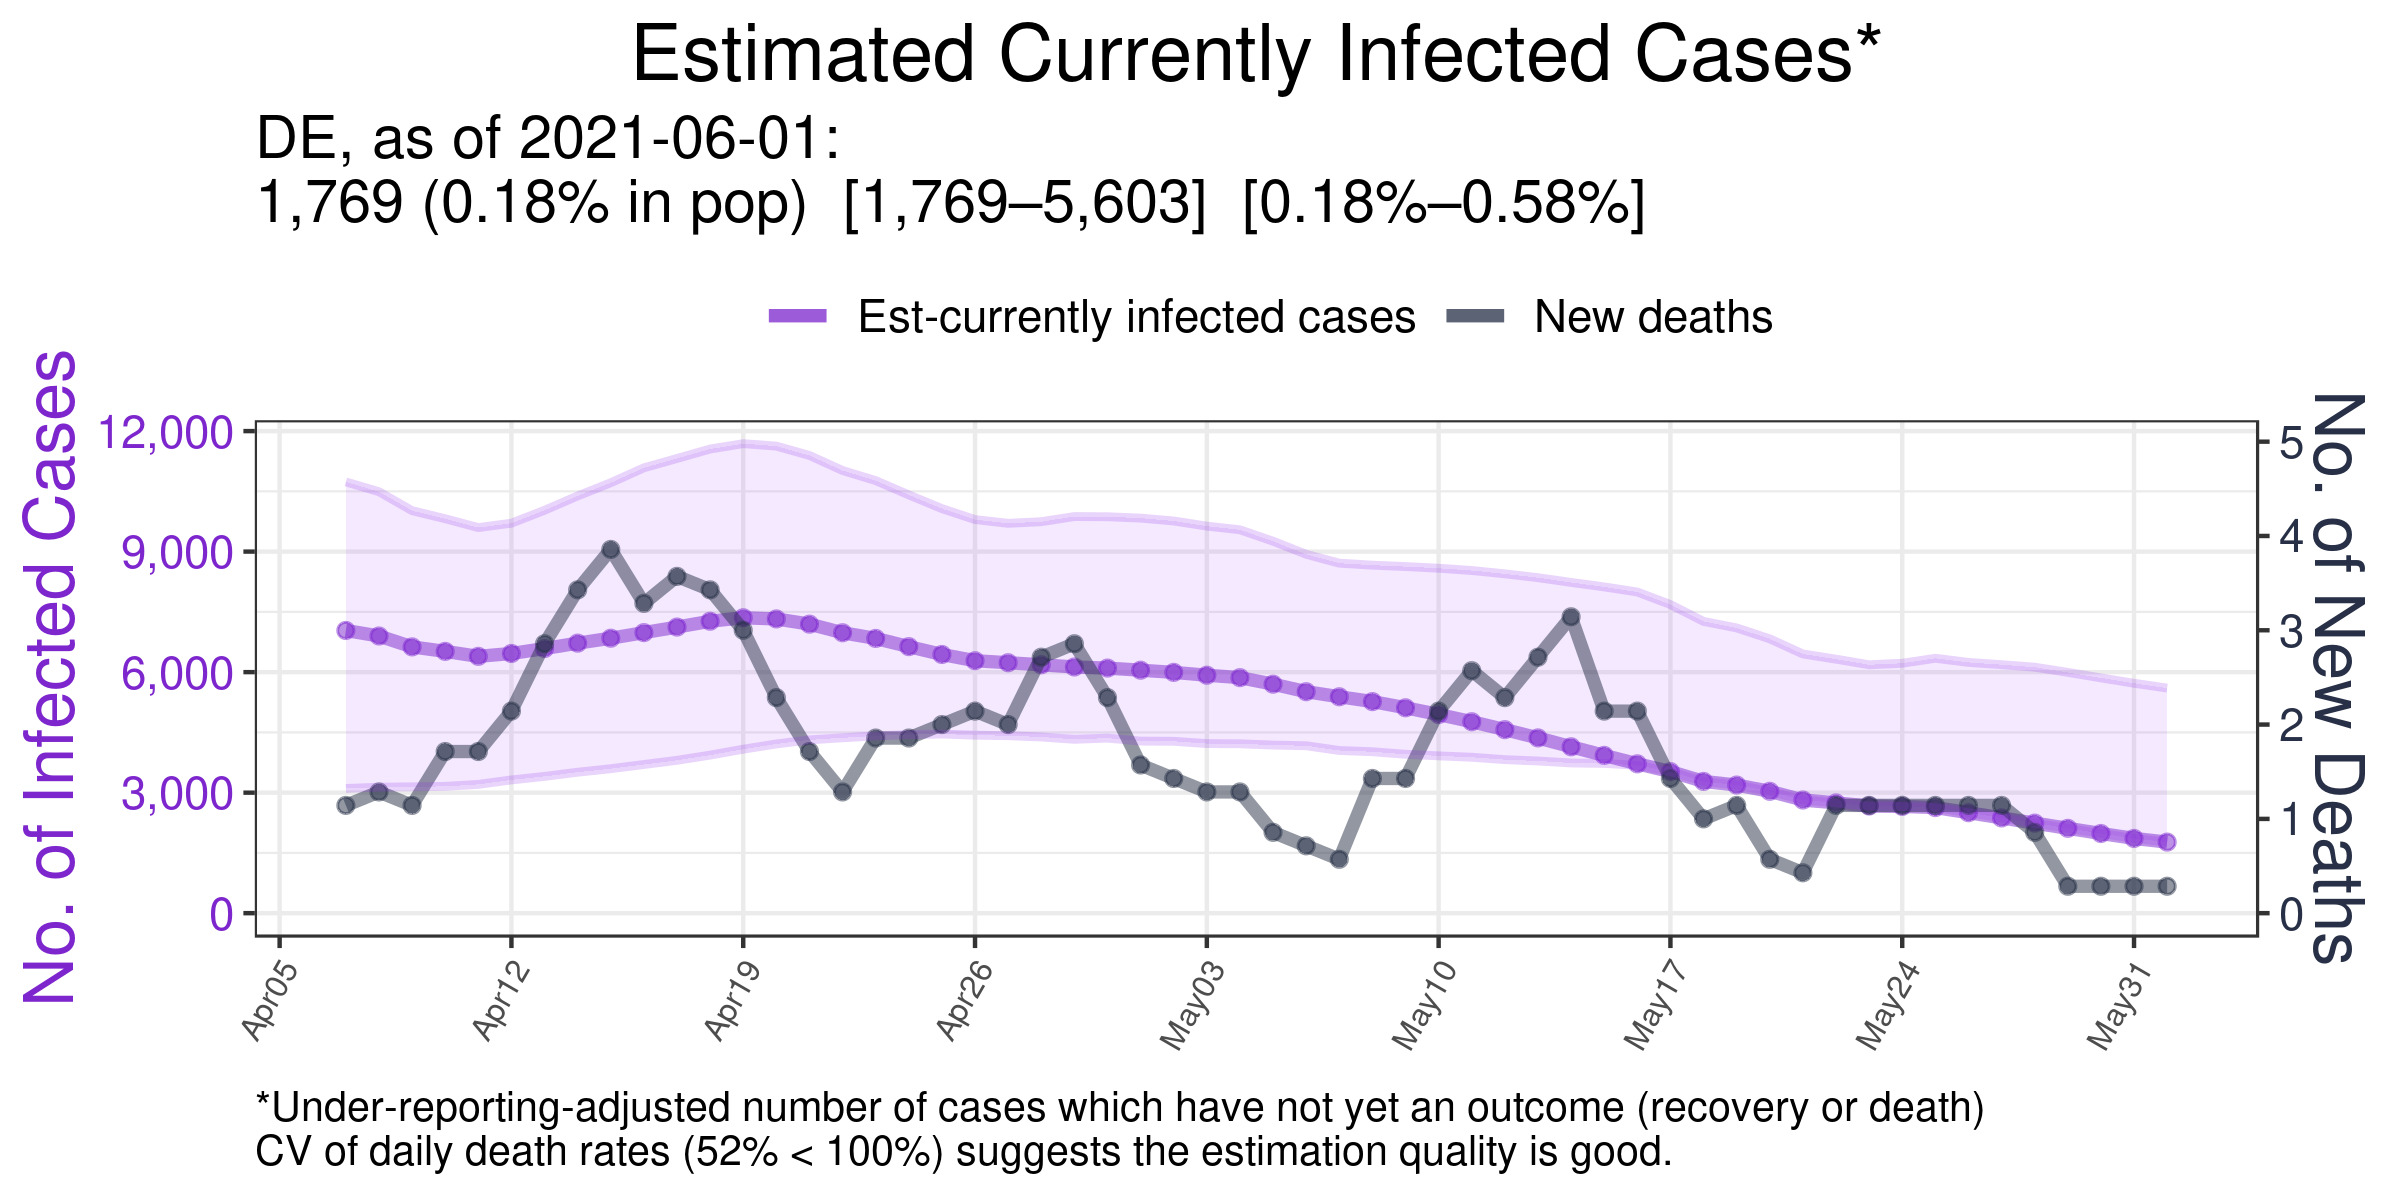 Estimated Currently Infected Cases*
DE, as of 2021-06-01:
1,769 (0.18% in pop)  [1,769–5,603]  [0.18%–0.58%]
Est-currently infected cases
New deaths
No. of Infected Cases
12,000
9,000
6,000
3,000
0
No. of New Deaths
5
4
3
2
1
0
Apr05
Apr12
Apr19
Apr26
May03
May10
May17
May24
May31
*Under-reporting-adjusted number of cases which have not yet an outcome (recovery or death)
CV of daily death rates (52% < 100%) suggests the estimation quality is good.